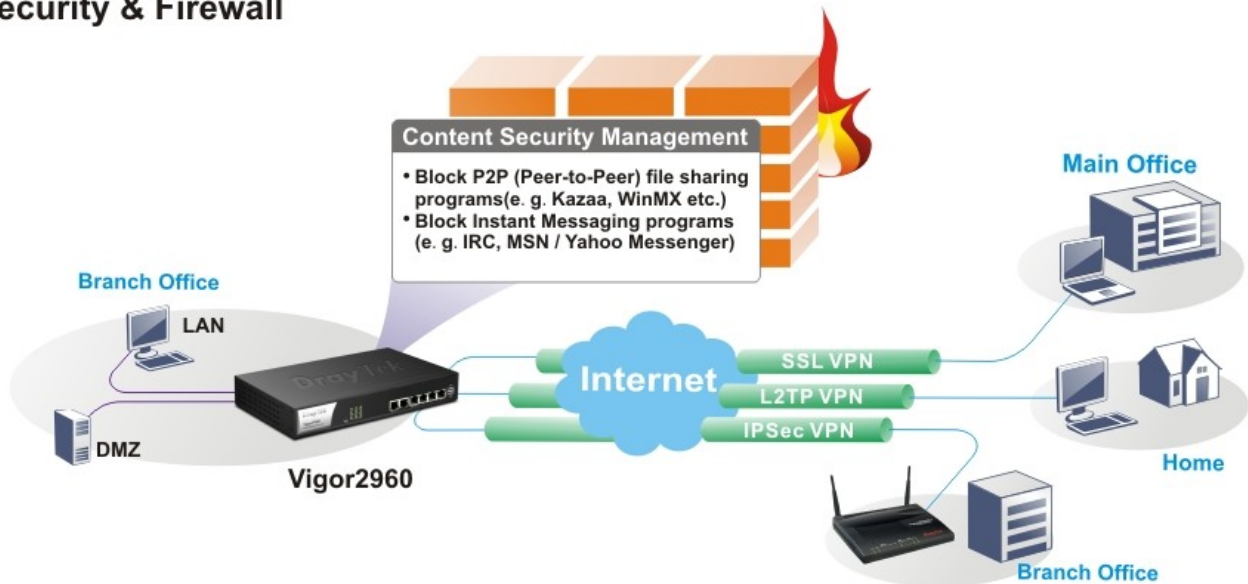 ecurity & Firewall
Content Security Management
• Block P2P (Peer-to-Peer) file sharing
programs(e. g. Kazaa, WinMX etc.)
• Block Instant Messaging programs
(e. g. IRC, MSN / Yahoo Messenger)
Main Office
Branch Office
LAN
DrayTek
DMZ
Vigor2960
Internet
SSL VPN
L2TP VPN
IPSec VPN
Home
Branch Office